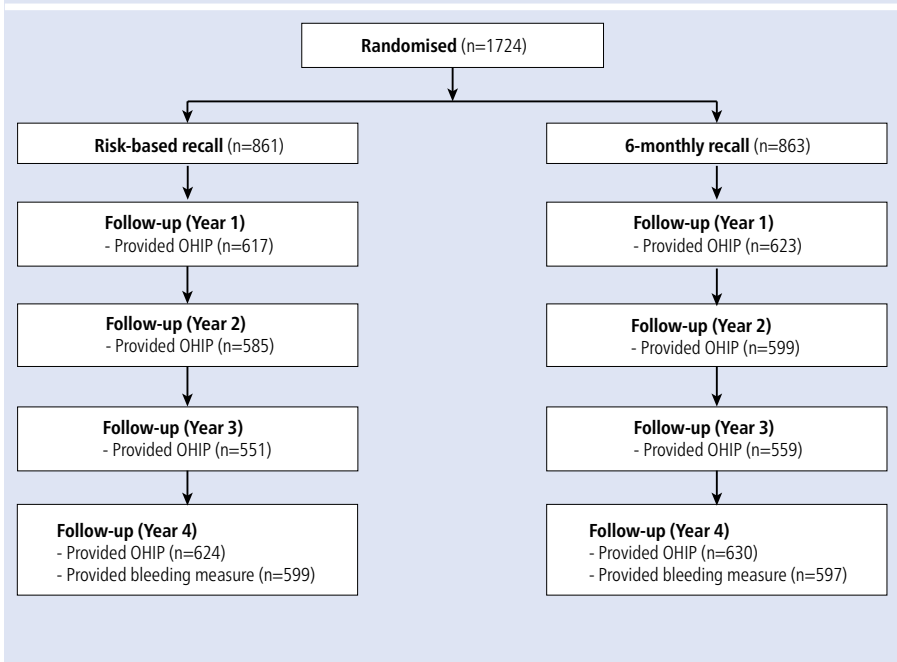 Randomised (n=1724)
Risk-based recall (n=861)
Follow-up (Year 1)
- Provided OHIP (n=617)
Follow-up (Year 2)
- Provided OHIP (n=585)
Follow-up (Year 3)
- Provided OHIP (n=551)
Follow-up (Year 4)
- Provided OHIP (n=624)
- Provided bleeding measure (n=599)
6-monthly recall (n=863)
Follow-up (Year 1)
- Provided OHIP (n=623)
Follow-up (Year 2)
- Provided OHIP (n=599)
Follow-up (Year 3)
- Provided OHIP (n=559)
Follow-up (Year 4)
- Provided OHIP (n=630)
- Provided bleeding measure (n=597)